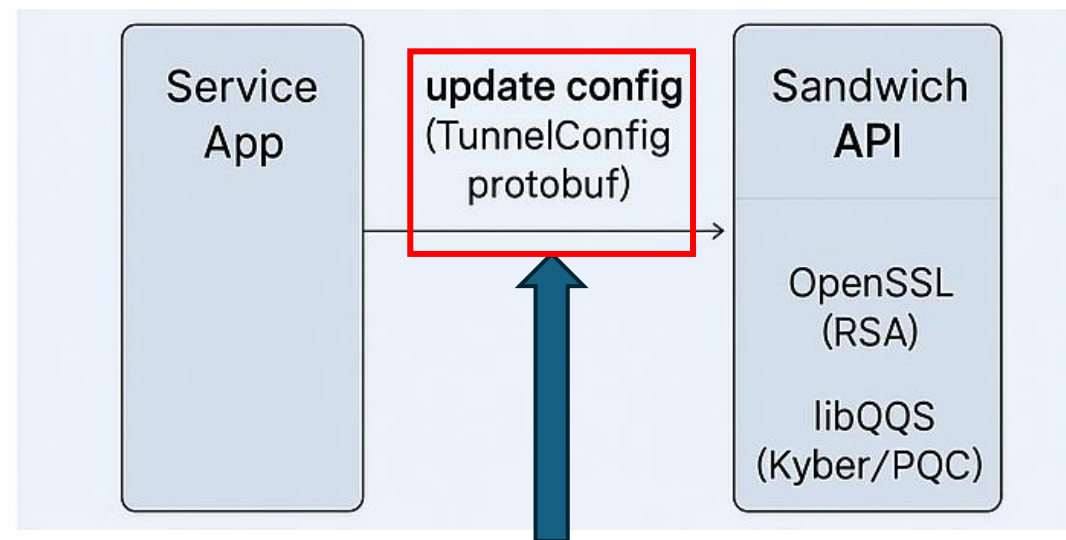 Service
App
update config
(TunnelConfig
protobuf)
Sandwich
API
OpenSSL
(RSA)
libQQS
(Kyber/PQC)